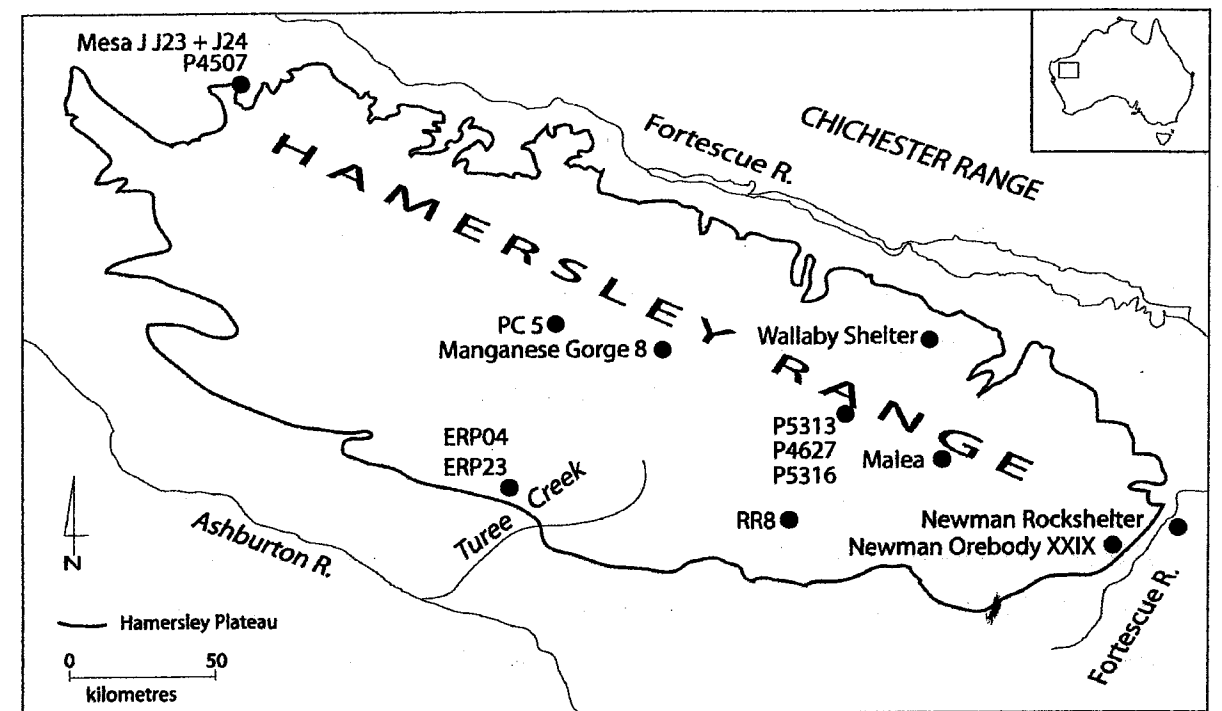 Mesa J J23 + J24
P4507
CHICHESTER RANGE
Fortescue R.
HAMERSLEY RANGE
PC 5
Manganese Gorge 8
Wallaby Shelter
P5313
P4627
P5316
Malea
ERP04
ERP23
Turee Creek
RR8
Newman Rockshelter
Newman Orebody XXIX
Ashburton R.
Fortescue R.
N
Hamersley Plateau
0 50
kilometres